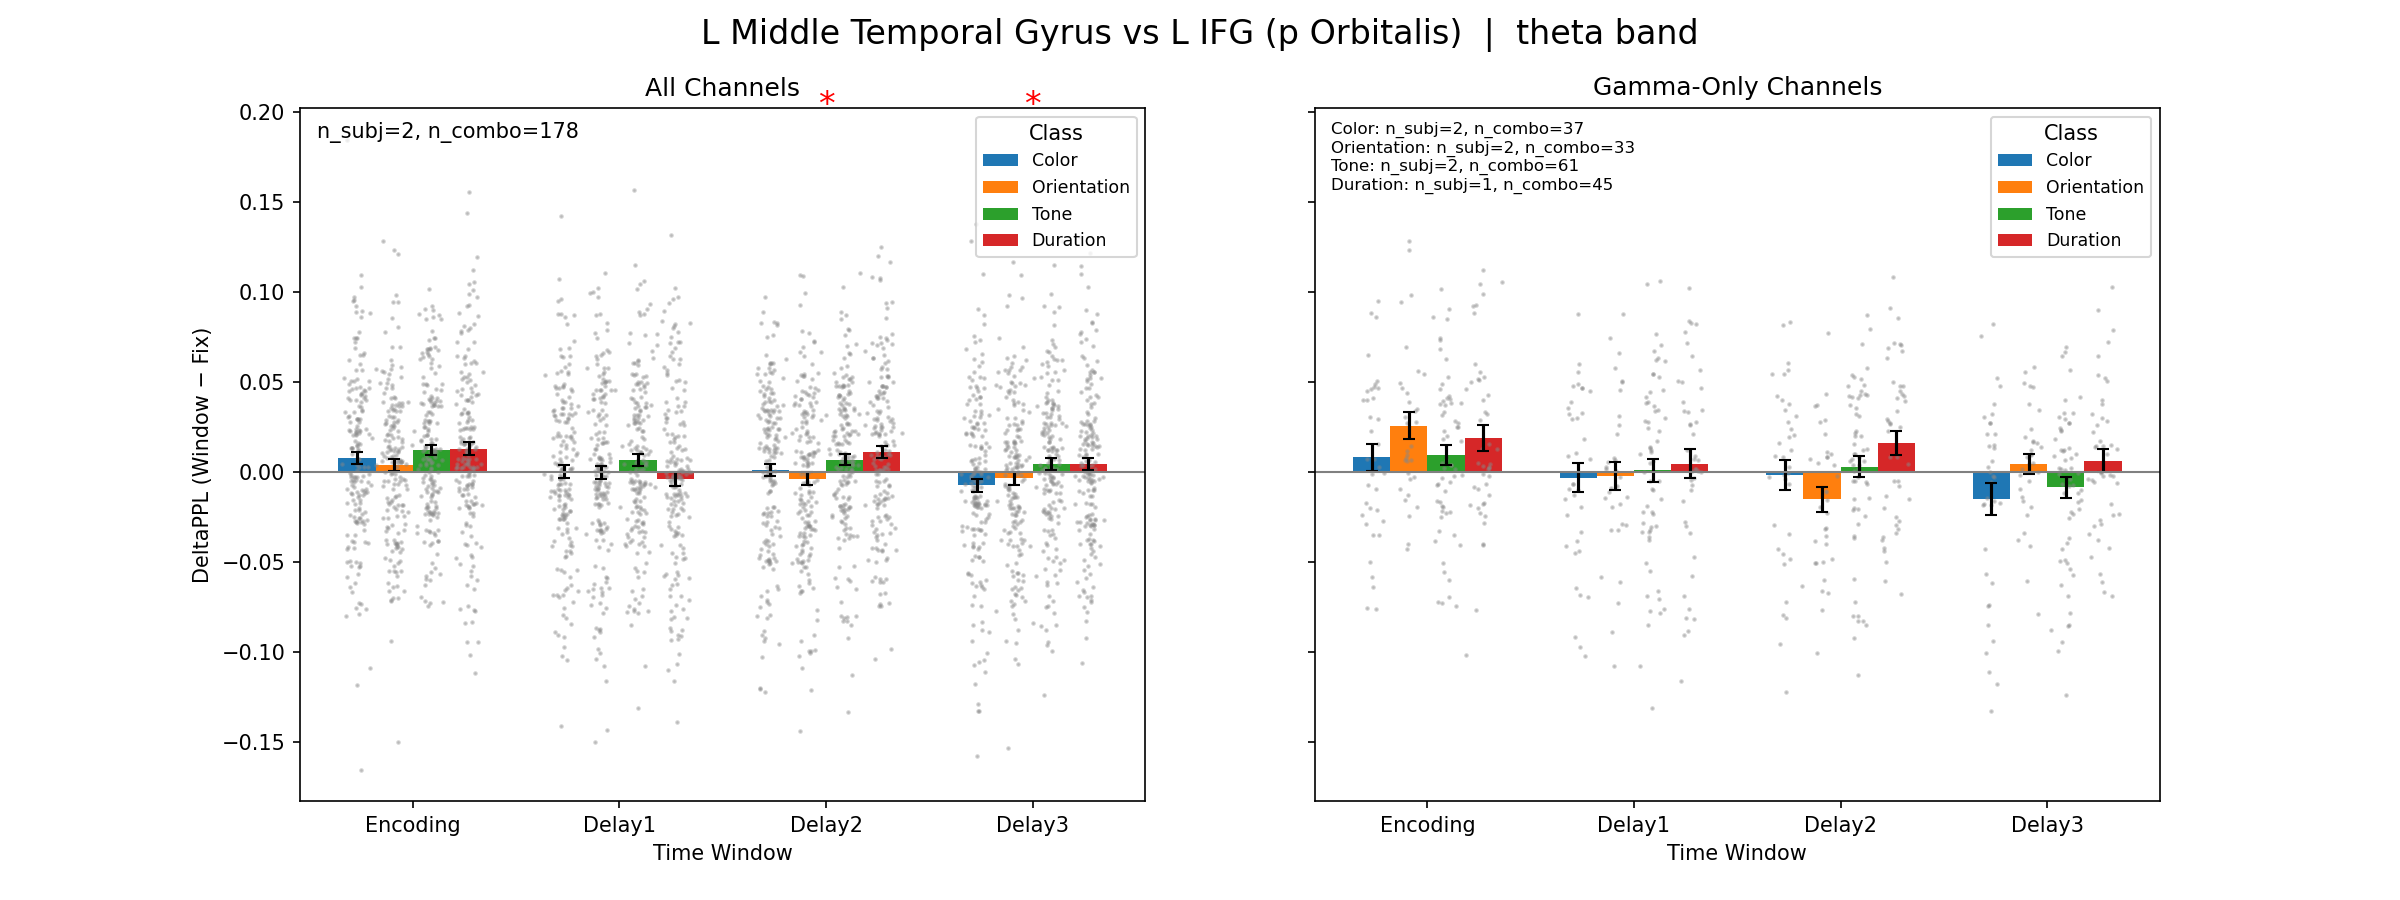 L Middle Temporal Gyrus vs L IFG (p Orbitalis) | theta band
All Channels
* *
n_subj=2, n_combo=178
Class
Color
Orientation
Tone
Duration
0.20
0.15
0.10
0.05
0.00
−0.05
−0.10
−0.15
DeltaPPL (Window − Fix)
Encoding Delay1 Delay2 Delay3
Time Window
Gamma-Only Channels
Color: n_subj=2, n_combo=37
Orientation: n_subj=2, n_combo=33
Tone: n_subj=2, n_combo=61
Duration: n_subj=1, n_combo=45
Class
Color
Orientation
Tone
Duration
Encoding Delay1 Delay2 Delay3
Time Window